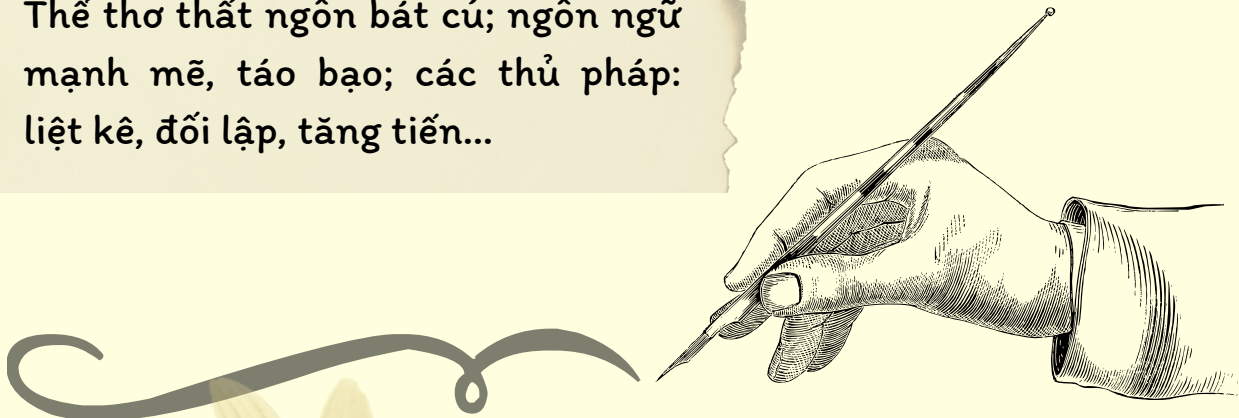 Thể thơ thất ngôn bát cú; ngôn ngữ
mạnh mẽ, táo bạo; các thủ pháp:
liệt kê, đối lập, tăng tiến...